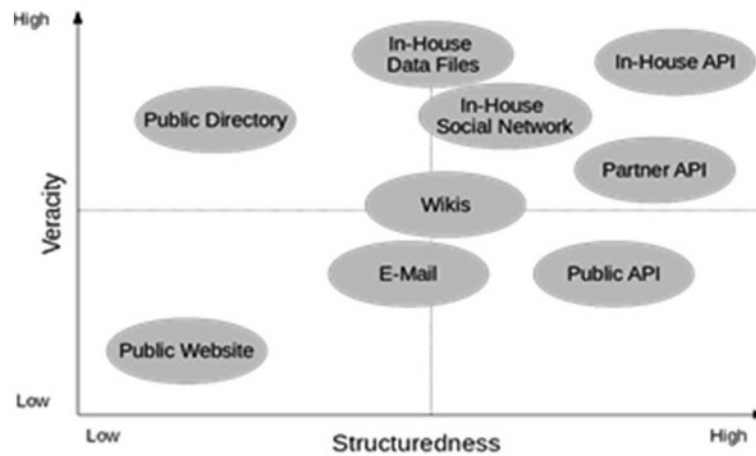 High
In-House
Data Files
In-House API
In-House
Social Network
Public Directory
Partner API
Veracity
Wikis
E-Mail
Public API
Public Website
Low
Low
High
Structuredness